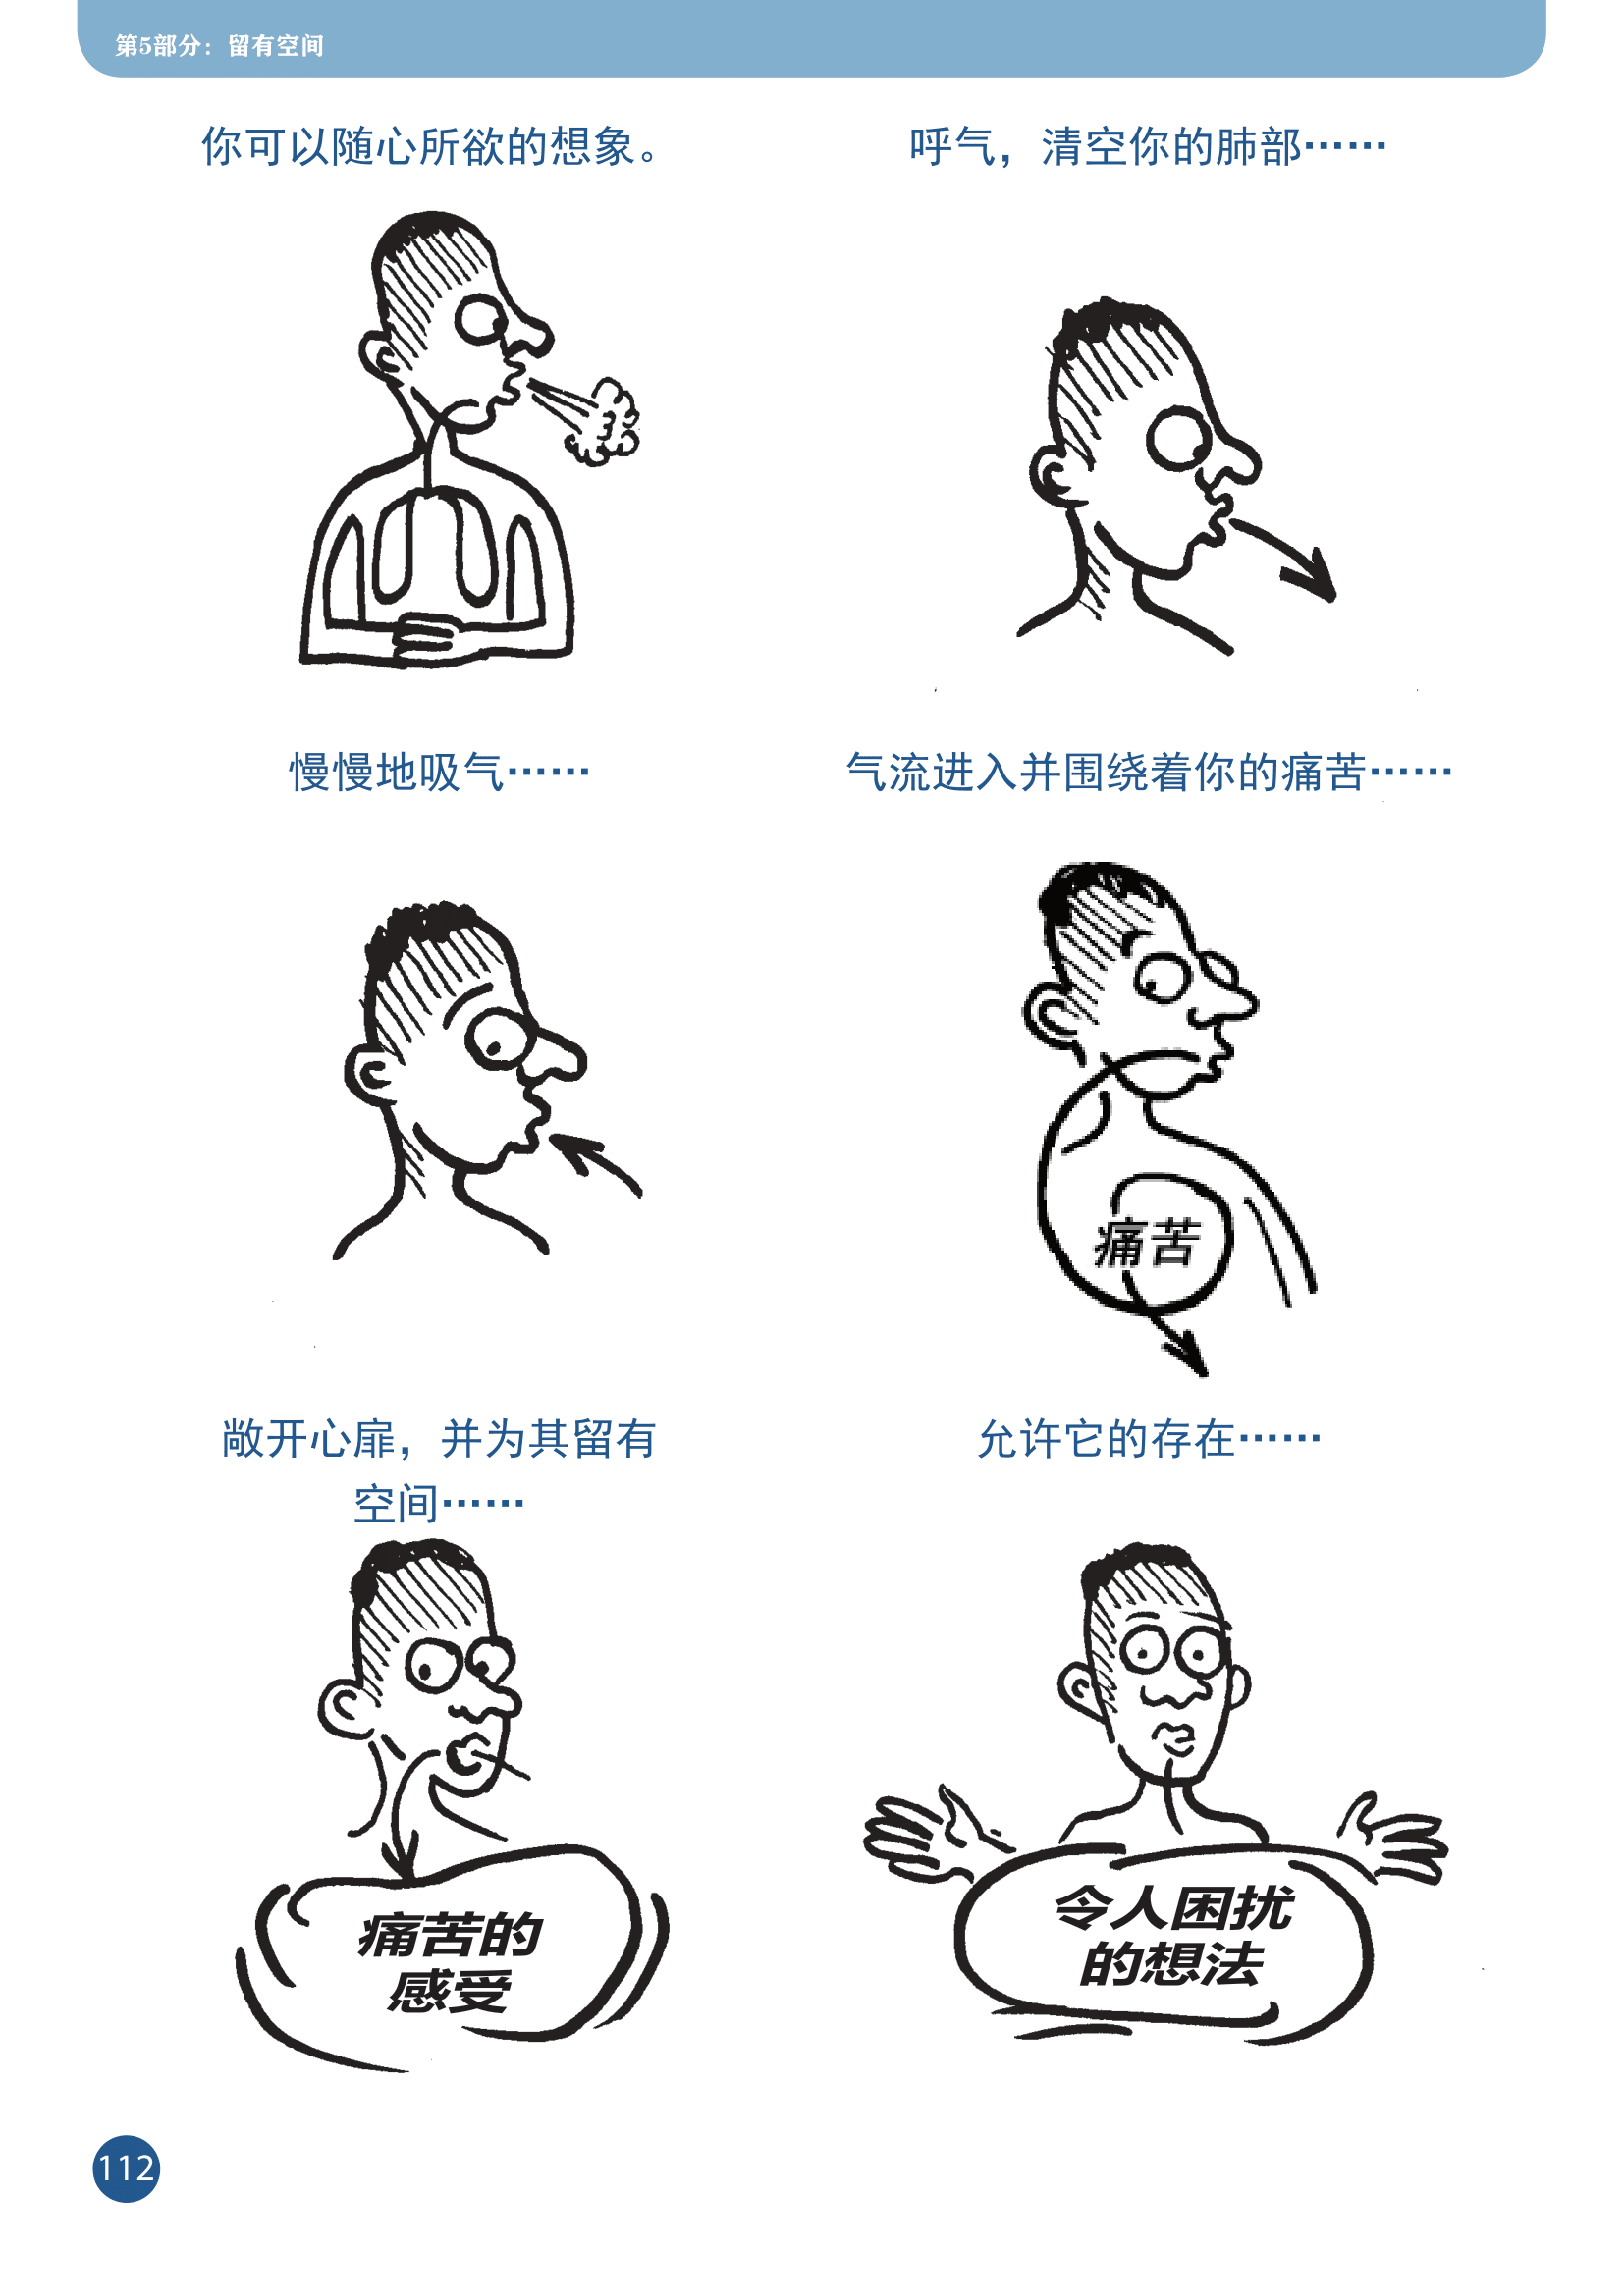 第5部分：留有空间
你可以随心所欲的想象。
呼气，清空你的肺部……
慢慢地吸气……
气流进入并围绕着你的痛苦……
痛苦
敞开心扉，并为其留有
空间……
允许它的存在……
痛苦的
感受
令人困扰
的想法
112